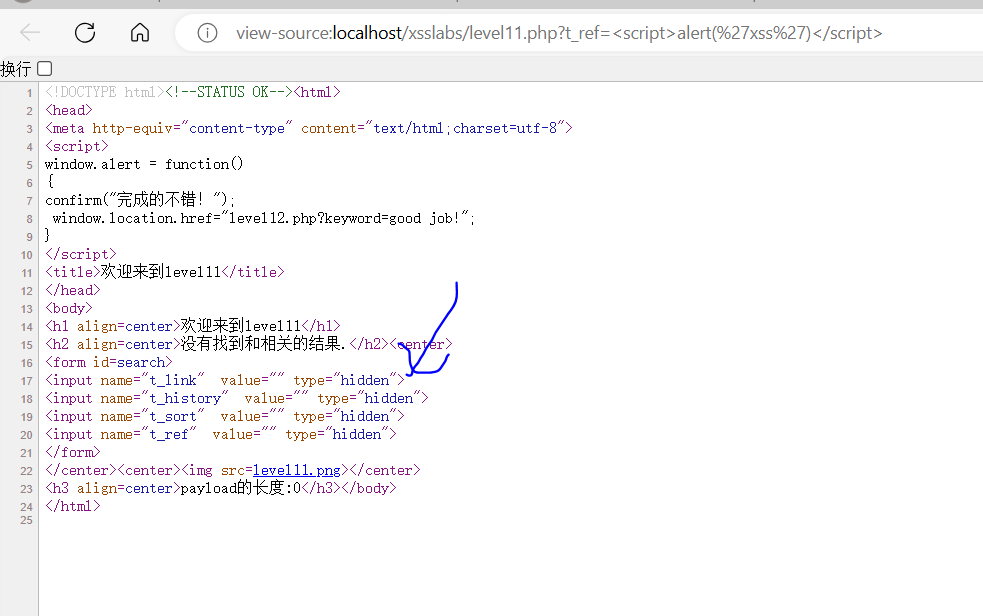 view-source:localhost/xsslabs/level11.php?t_ref=<script>alert(%27xss%27)</script>
换行
1 <!DOCTYPE html><!--STATUS OK--><html>
2 <head>
3 <meta http-equiv="content-type" content="text/html;charset=utf-8">
4 <script>
5 window.alert = function()
6 {
7 confirm("完成的不错！");
8  window.location.href="level12.php?keyword=good job!";
9 }
10 </script>
11 <title>欢迎来到level11</title>
12 </head>
13 <body>
14 <h1 align=center>欢迎来到level11</h1>
15 <h2 align=center>没有找到和相关的结果.</h2><center>
16 <form id=search>
17 <input name="t_link"  value="" type="hidden">
18 <input name="t_history"  value="" type="hidden">
19 <input name="t_sort"  value="" type="hidden">
20 <input name="t_ref"  value="" type="hidden">
21 </form>
22 </center><center><img src=level11.png></center>
23 <h3 align=center>payload的长度:0</h3></body>
24 </html>
25